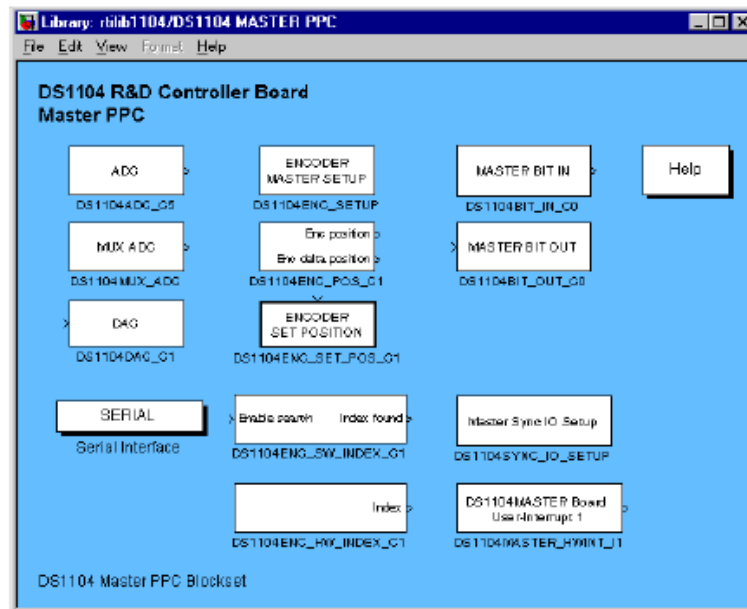 Library: rtilib1104/DS1104 MASTER PPC
File Edit View Format Help
DS1104 R&D Controller Board
Master PPC
ADC
DS1104ADC_C5
ENCODER
MASTER SETUP
DS1104ENC_SETUP
MASTER BIT IN
DS1104BIT_IN_C0
Help
MUX ADC
DS1104MUX_ADC
Enc position
Enc delta position
DS1104ENC_POS_C1
MASTER BIT OUT
DS1104BIT_OUT_C0
DAC
DS1104DAC_C1
ENCODER
SET POSITION
DS1104ENC_SET_POS_C1
SERIAL
Serial Interface
Enable search Index found
DS1104ENC_SW_INDEX_C1
Master Sync IO Setup
DS1104SYNC_IO_SETUP
Index
DS1104ENC_HW_INDEX_C1
DS1104MASTER Board
User-Interrupt 1
DS1104MASTER_HWINT_I1
DS1104 Master PPC Blockset